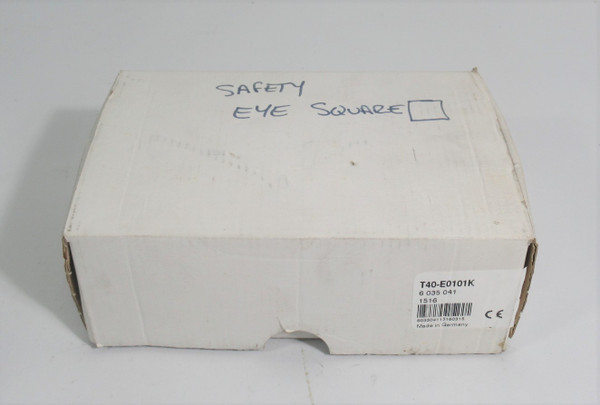 SAFETY
EYE SQUARE
T40-E0101K
6 035 041
1516
Made in Germany
CE